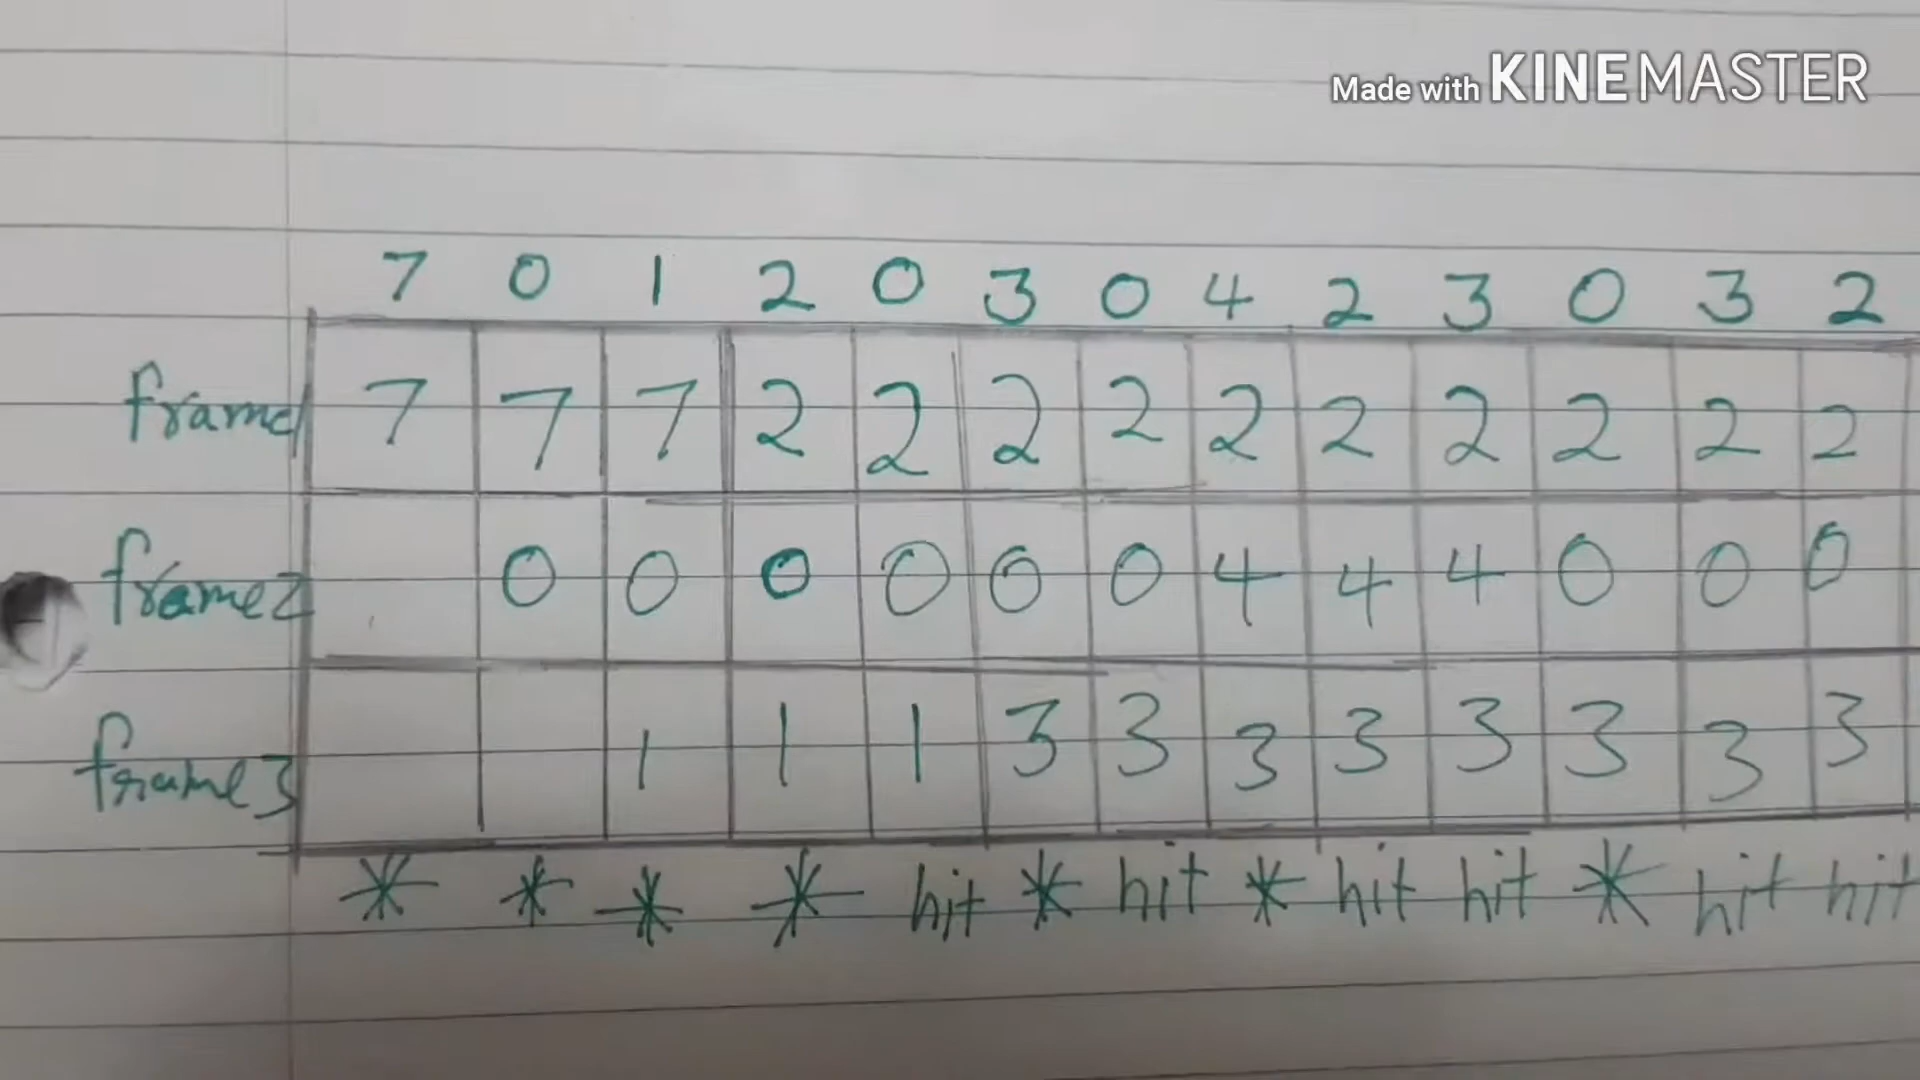 Made with KINEMASTER
7 0 1 2 0 3 0 4 2 3 0 3 2
frame1 7 7 7 2 2 2 2 2 2 2 2 2 2
frame2 0 0 0 0 0 0 4 4 4 0 0 0
frame3 1 1 1 3 3 3 3 3 3 3 3
* * * * hit * hit * hit hit * hit hit